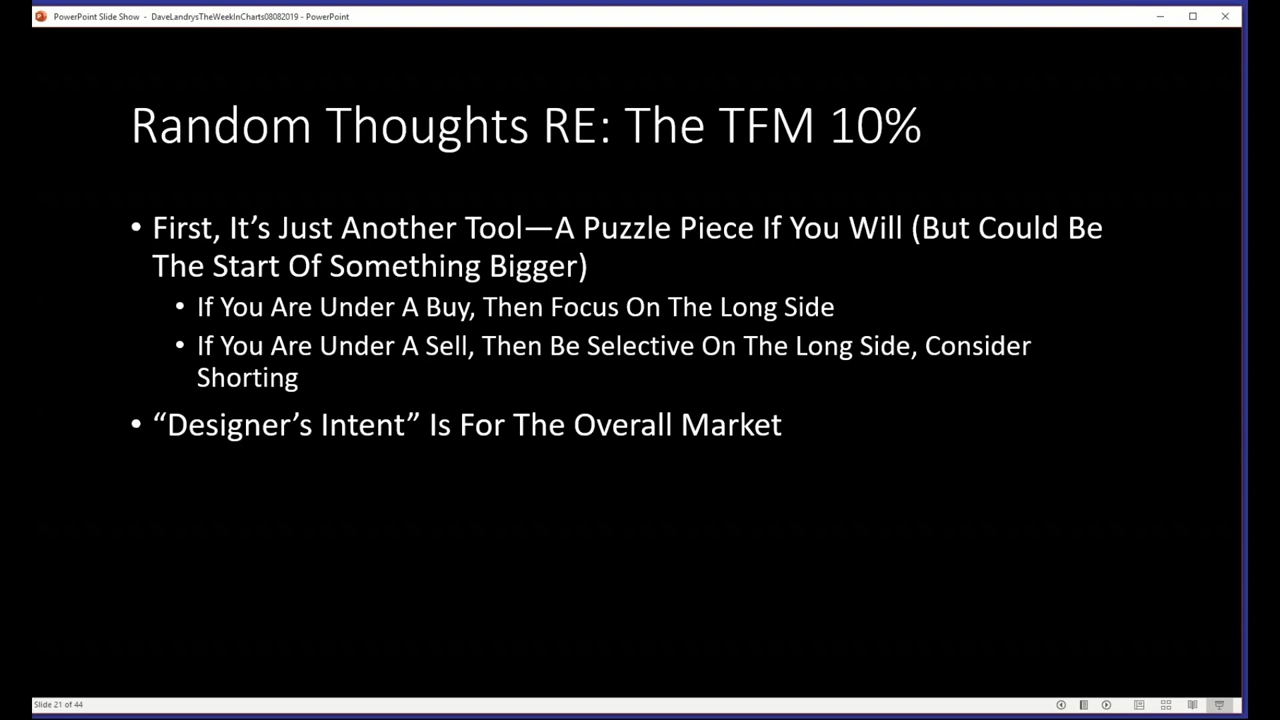 PowerPoint Slide Show - DaveLandrysTheWeekInCharts08082019 - PowerPoint
Random Thoughts RE: The TFM 10%
• First, It’s Just Another Tool—A Puzzle Piece If You Will (But Could Be
The Start Of Something Bigger)
• If You Are Under A Buy, Then Focus On The Long Side
• If You Are Under A Sell, Then Be Selective On The Long Side, Consider
Shorting
• “Designer’s Intent” Is For The Overall Market
Slide 21 of 44